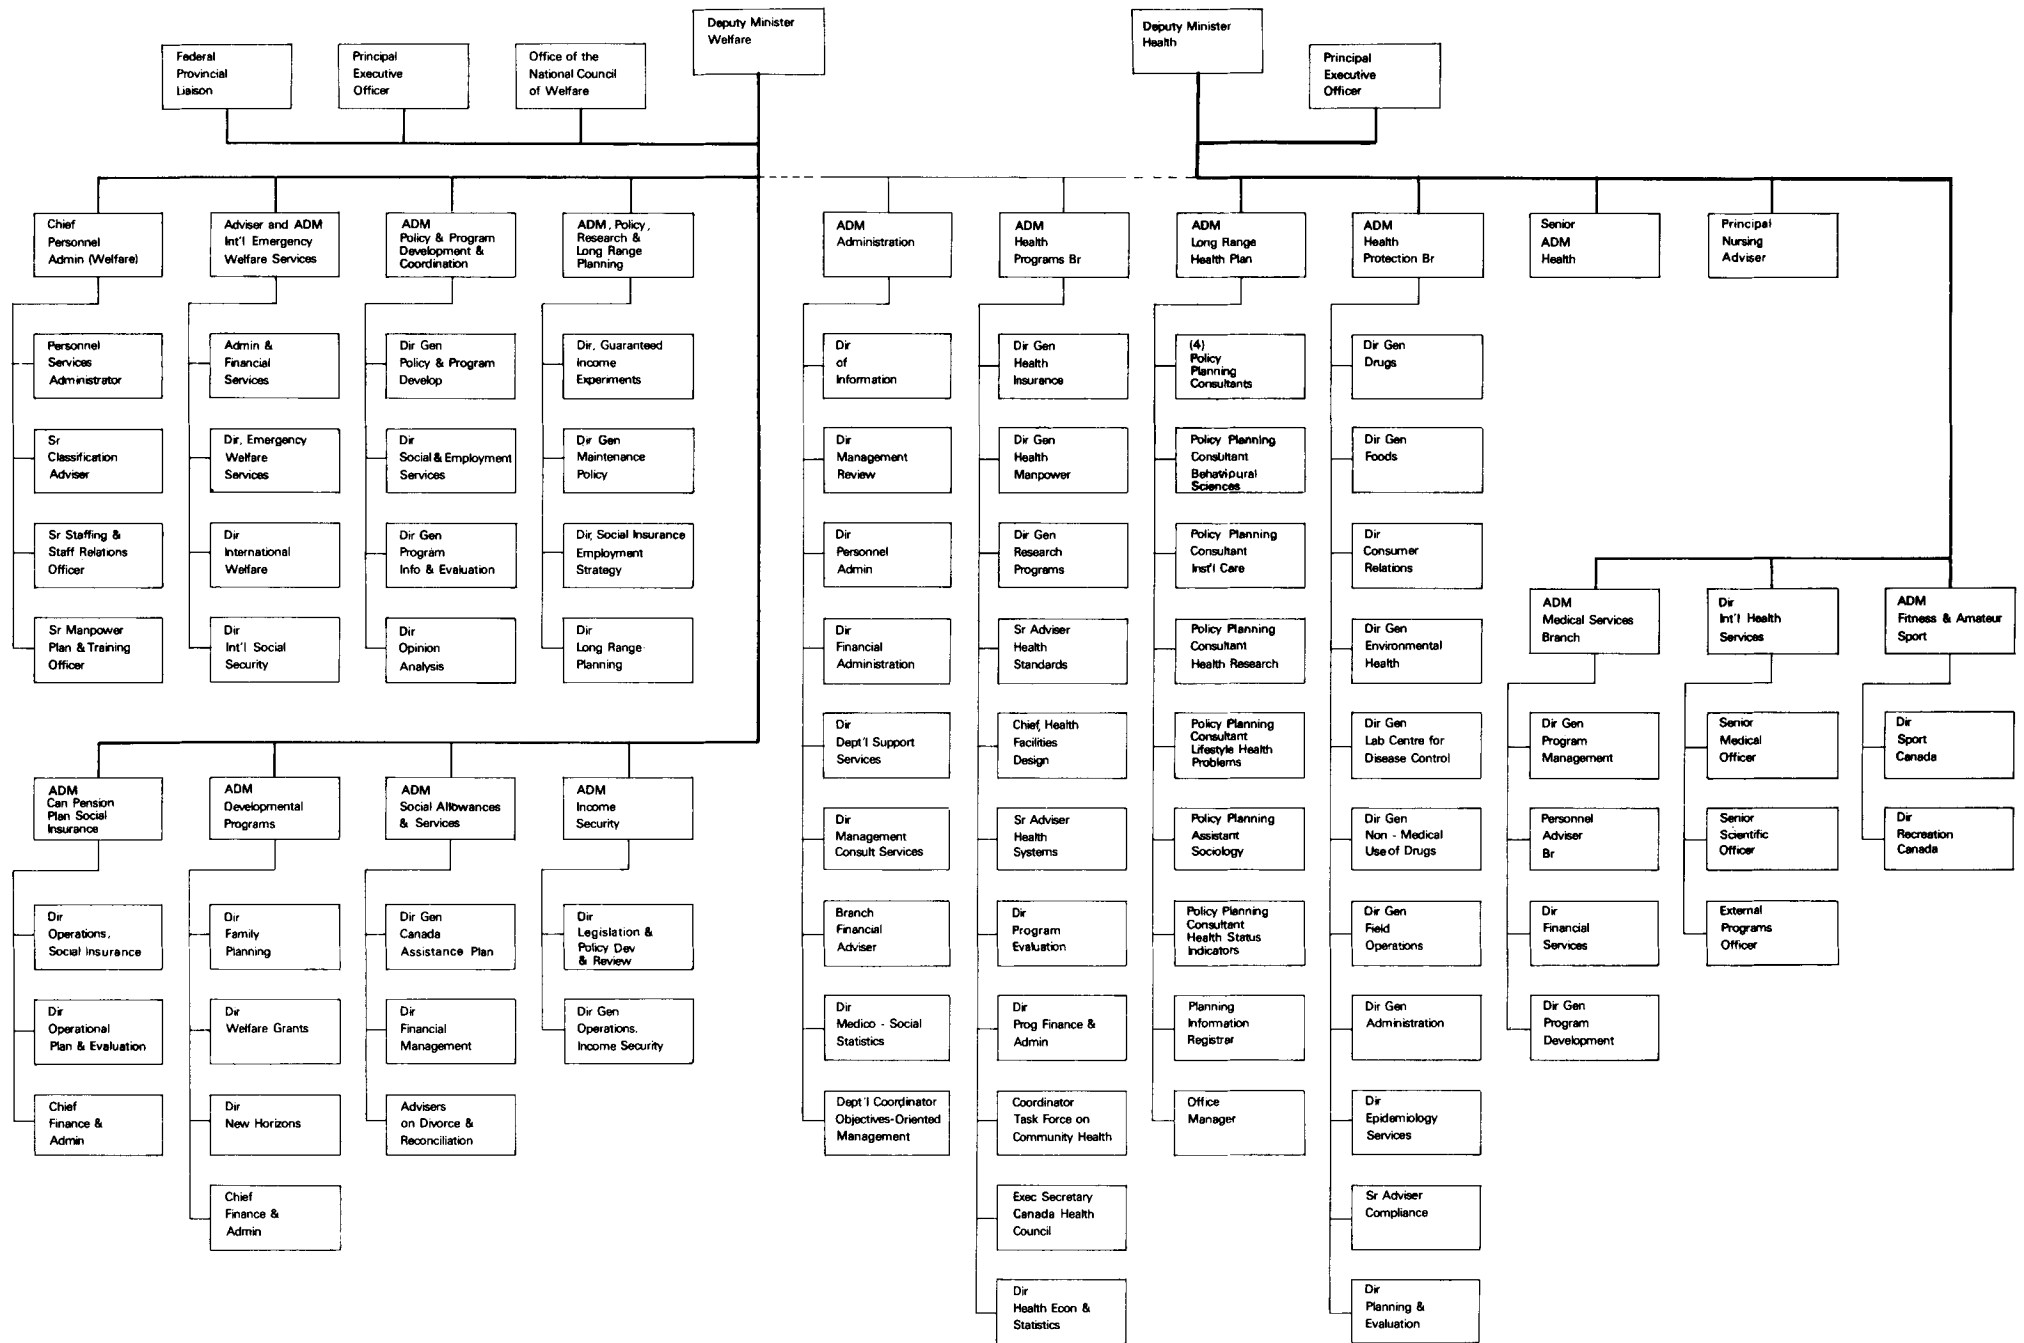 Deputy Minister
Welfare
Federal
Provincial
Liaison
Principal
Executive
Officer
Office of the
National Council
of Welfare
Deputy Minister
Health
Principal
Executive
Officer
Chief
Personnel
Admin (Welfare)
Personnel
Services
Administrator
Sr
Classification
Adviser
Sr Staffing &
Staff Relations
Officer
Sr Manpower
Plan & Training
Officer
Adviser and ADM
Int'l Emergency
Welfare Services
Admin &
Financial
Services
Dir, Emergency
Welfare
Services
Dir
International
Welfare
Dir
Int'l Social
Security
ADM
Policy & Program
Development &
Coordination
Dir Gen
Policy & Program
Develop
Dir
Social & Employment
Services
Dir Gen
Program
Info & Evaluation
Dir
Opinion
Analysis
ADM, Policy,
Research &
Long Range
Planning
Dir, Guaranteed
Income
Experiments
Dir Gen
Maintenance
Policy
Dir, Social Insurance
Employment
Strategy
Dir
Long Range
Planning
ADM
Can Pension
Plan Social
Insurance
Dir
Operations,
Social Insurance
Dir
Operational
Plan & Evaluation
Chief
Finance &
Admin
ADM
Developmental
Programs
Dir
Family
Planning
Dir
Welfare Grants
Dir
New Horizons
Chief
Finance &
Admin
ADM
Social Allowances
& Services
Dir Gen
Canada
Assistance Plan
Dir
Financial
Management
Advisers
on Divorce &
Reconciliation
ADM
Income
Security
Dir
Legislation &
Policy Dev
& Review
Dir Gen
Operations,
Income Security
ADM
Administration
Dir
of
Information
Dir
Management
Review
Dir
Personnel
Admin
Dir
Financial
Administration
Dir
Dept'l Support
Services
Dir
Management
Consult Services
Branch
Financial
Adviser
Dir
Medico - Social
Statistics
Dept'l Coordinator
Objectives-Oriented
Management
ADM
Health
Programs Br
Dir Gen
Health
Insurance
Dir Gen
Health
Manpower
Dir Gen
Research
Programs
Sr Adviser
Health
Standards
Chief, Health
Facilities
Design
Sr Adviser
Health
Systems
Dir
Program
Evaluation
Dir
Prog Finance &
Admin
Coordinator
Task Force on
Community Health
Exec Secretary
Canada Health
Council
Dir
Health Econ &
Statistics
ADM
Long Range
Health Plan
(4)
Policy
Planning
Consultants
Policy Planning
Consultant
Behavioural
Sciences
Policy Planning
Consultant
Inst'l Care
Policy Planning
Consultant
Health Research
Policy Planning
Consultant
Lifestyle Health
Problems
Policy Planning
Assistant
Sociology
Policy Planning
Consultant
Health Status
Indicators
Planning
Information
Registrar
Office
Manager
ADM
Health
Protection Br
Dir Gen
Drugs
Dir Gen
Foods
Dir
Consumer
Relations
Dir Gen
Environmental
Health
Dir Gen
Lab Centre for
Disease Control
Dir Gen
Non - Medical
Use of Drugs
Dir Gen
Field
Operations
Dir Gen
Administration
Dir
Epidemiology
Services
Sr Adviser
Compliance
Dir
Planning &
Evaluation
Senior
ADM
Health
Principal
Nursing
Adviser
ADM
Medical Services
Branch
Dir Gen
Program
Management
Personnel
Adviser
Br
Dir
Financial
Services
Dir Gen
Program
Development
Dir
Int'l Health
Services
Senior
Medical
Officer
Senior
Scientific
Officer
External
Programs
Officer
ADM
Fitness & Amateur
Sport
Dir
Sport
Canada
Dir
Recreation
Canada